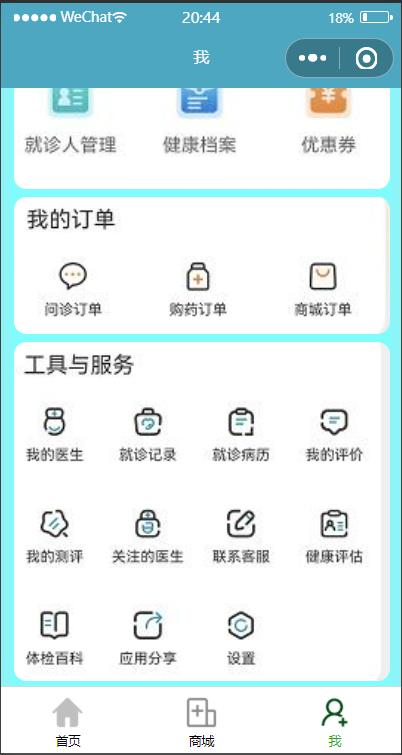 WeChat 20:44 18%
我
就诊人管理 健康档案 优惠券
我的订单
问诊订单 购药订单 商城订单
工具与服务
我的医生 就诊记录 就诊病历 我的评价
我的测评 关注的医生 联系客服 健康评估
体检百科 应用分享 设置
首页 商城 我